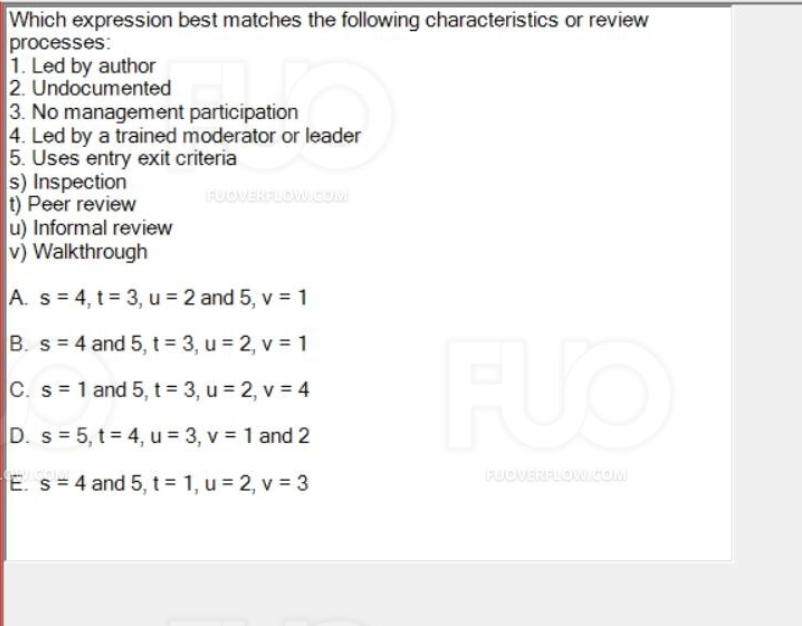 Which expression best matches the following characteristics or review
processes:
1. Led by author
2. Undocumented
3. No management participation
4. Led by a trained moderator or leader
5. Uses entry exit criteria
s) Inspection
t) Peer review
u) Informal review
v) Walkthrough
A. s = 4, t = 3, u = 2 and 5, v = 1
B. s = 4 and 5, t = 3, u = 2, v = 1
C. s = 1 and 5, t = 3, u = 2, v = 4
D. s = 5, t = 4, u = 3, v = 1 and 2
E. s = 4 and 5, t = 1, u = 2, v = 3
FUO
FUOVERFLOW.COM
FUO
FUOVERFLOW.COM